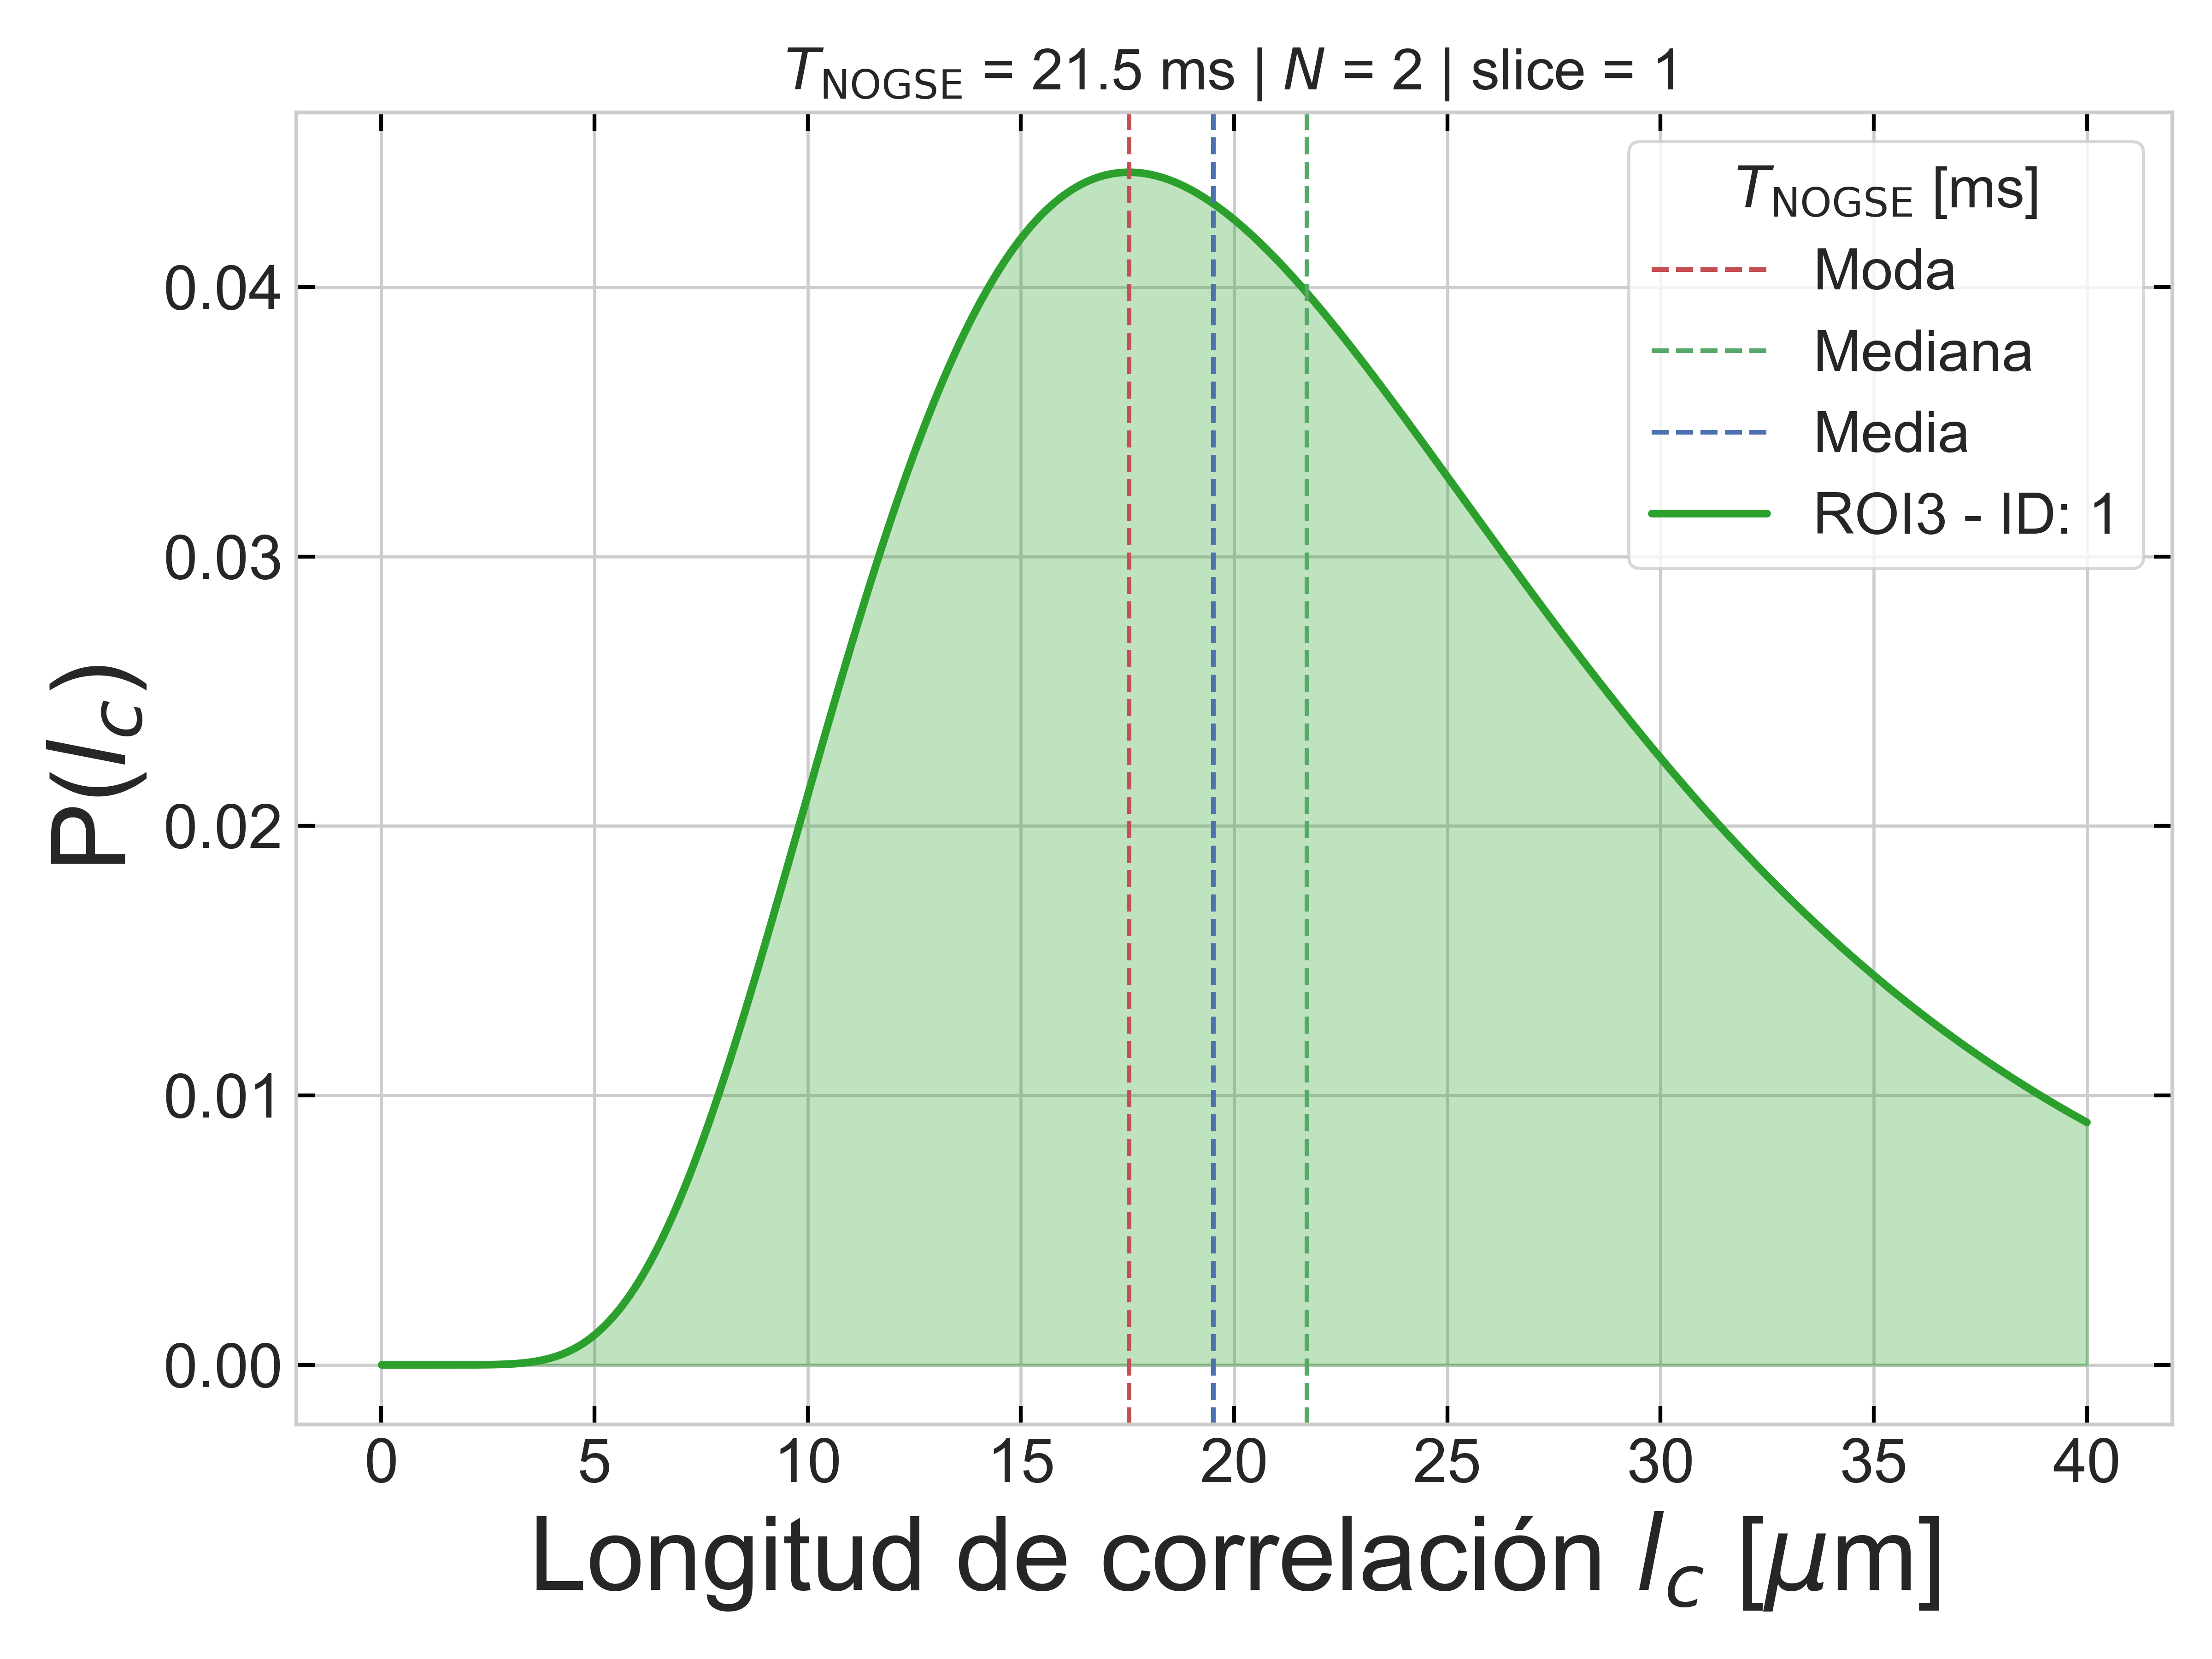 T_NOGSE = 21.5 ms | N = 2 | slice = 1
T_NOGSE [ms]
Moda
Mediana
Media
ROI3 - ID: 1
P(l_c)
0.04
0.03
0.02
0.01
0.00
0 5 10 15 20 25 30 35 40
Longitud de correlación l_c [μm]